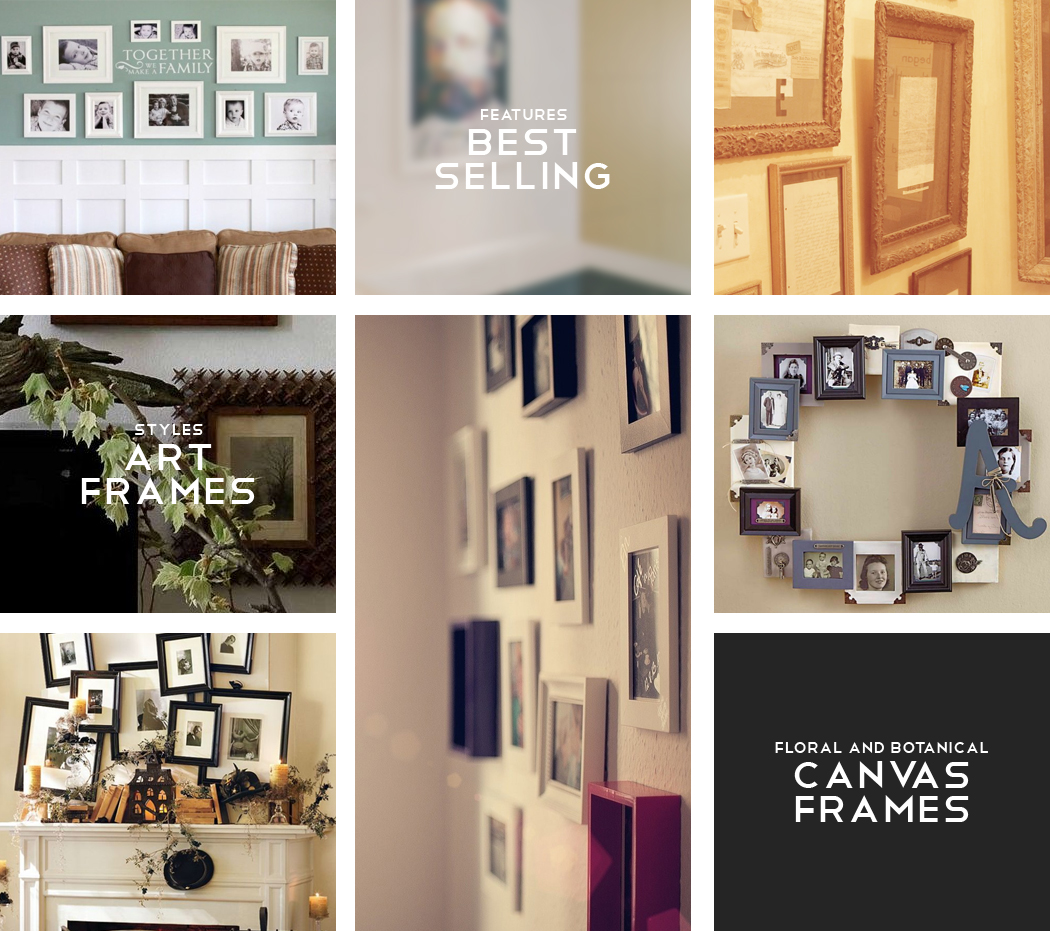 TOGETHER
WE
MAKE A FAMILY
FEATURES
BEST
SELLING
E
STYLES
ART
FRAMES
A
FLORAL AND BOTANICAL
CANVAS
FRAMES